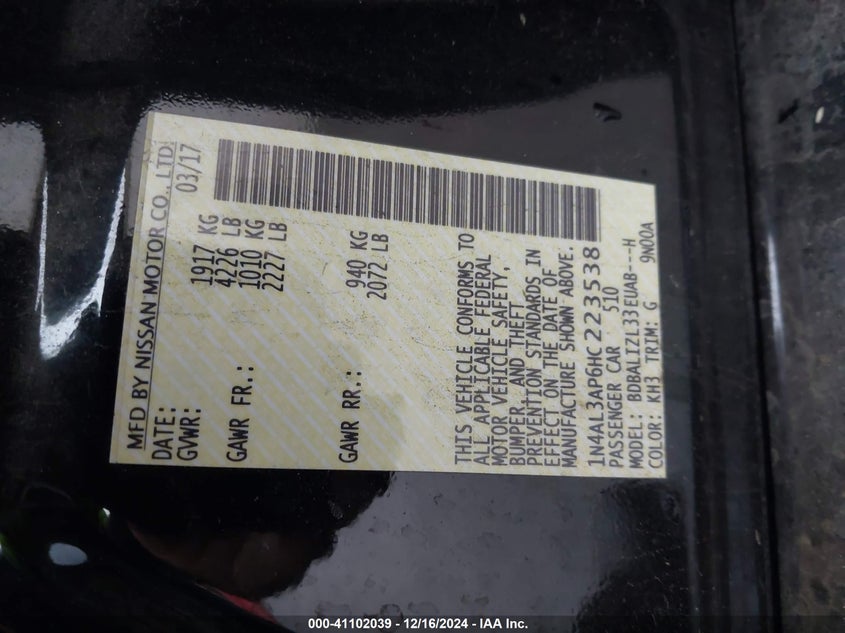 MFD BY NISSAN MOTOR CO., LTD.
DATE: 03/17
GVWR: 1917 KG
4226 LB
GAWR FR.: 1010 KG
2227 LB
GAWR RR.: 940 KG
2072 LB
THIS VEHICLE CONFORMS TO
ALL APPLICABLE FEDERAL
MOTOR VEHICLE SAFETY,
BUMPER, AND THEFT
PREVENTION STANDARDS IN
EFFECT ON THE DATE OF
MANUFACTURE SHOWN ABOVE.
1N4AL3AP6HC223538
PASSENGER CAR 510
MODEL: BDBALIZL33EUAB---H
COLOR: KH3 TRIM: G 9N00A
000-41102039 - 12/16/2024 - IAA Inc.